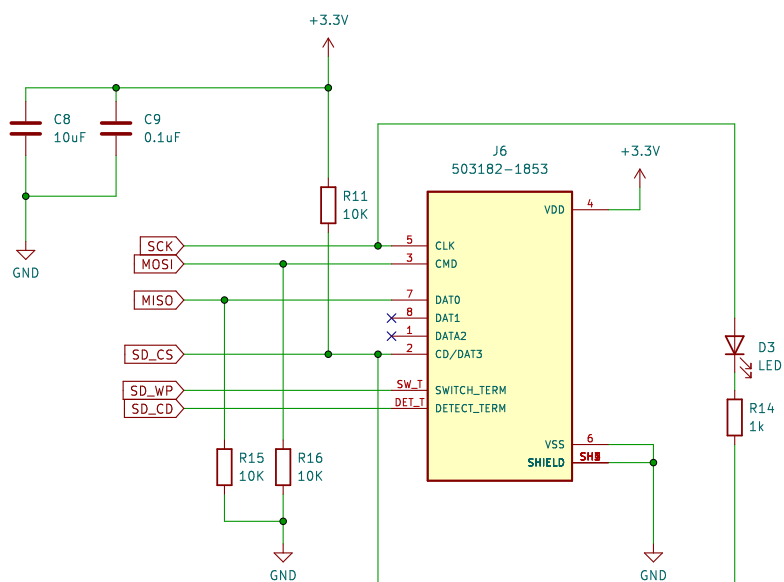 +3.3V
C8
10uF
C9
0.1uF
GND
R11
10K
J6
503182-1853
+3.3V
VDD
4
SCK
5
CLK
MOSI
3
CMD
MISO
7
DAT0
8
DAT1
1
DATA2
SD_CS
2
CD/DAT3
SD_WP
SW_T
SWITCH_TERM
SD_CD
DET_T
DETECT_TERM
VSS
6
SHIELD
D3
LED
R14
1k
R15
10K
R16
10K
GND
GND